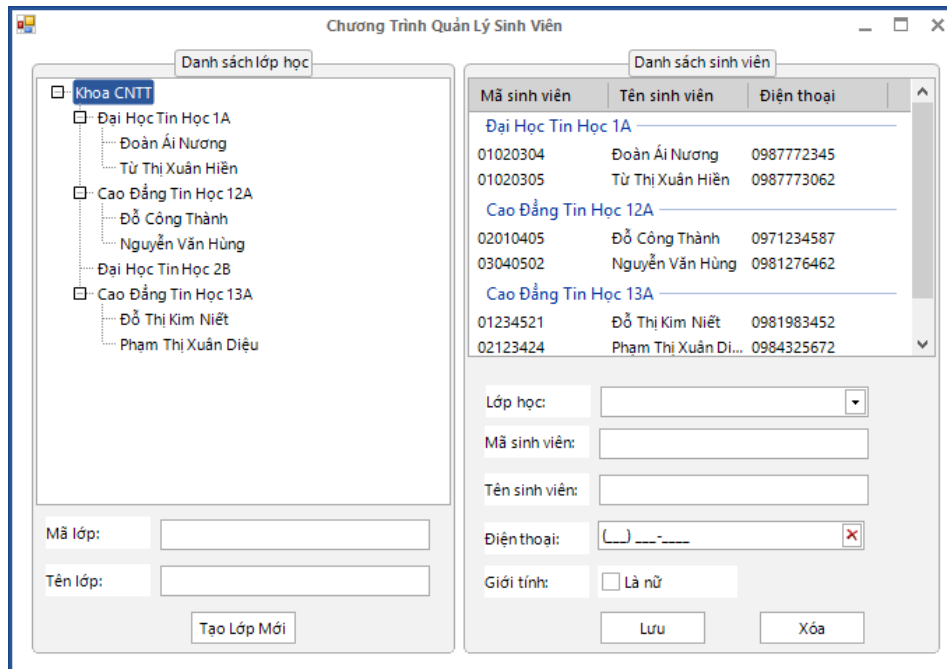 Chương Trình Quản Lý Sinh Viên
Danh sách lớp học
Khoa CNTT
Đại Học Tin Học 1A
Đoàn Ái Nương
Từ Thị Xuân Hiền
Cao Đẳng Tin Học 12A
Đỗ Công Thành
Nguyễn Văn Hùng
Đại Học Tin Học 2B
Cao Đẳng Tin Học 13A
Đỗ Thị Kim Niết
Phạm Thị Xuân Diệu
Mã lớp:
Tên lớp:
Tạo Lớp Mới
Danh sách sinh viên
Mã sinh viên Tên sinh viên Điện thoại
Đại Học Tin Học 1A
01020304 Đoàn Ái Nương 0987772345
01020305 Từ Thị Xuân Hiền 0987773062
Cao Đẳng Tin Học 12A
02010405 Đỗ Công Thành 0971234587
03040502 Nguyễn Văn Hùng 0981276462
Cao Đẳng Tin Học 13A
01234521 Đỗ Thị Kim Niết 0981983452
02123424 Phạm Thị Xuân Di... 0984325672
Lớp học:
Mã sinh viên:
Tên sinh viên:
Điện thoại: (___) ___-____
Giới tính: Là nữ
Lưu Xóa